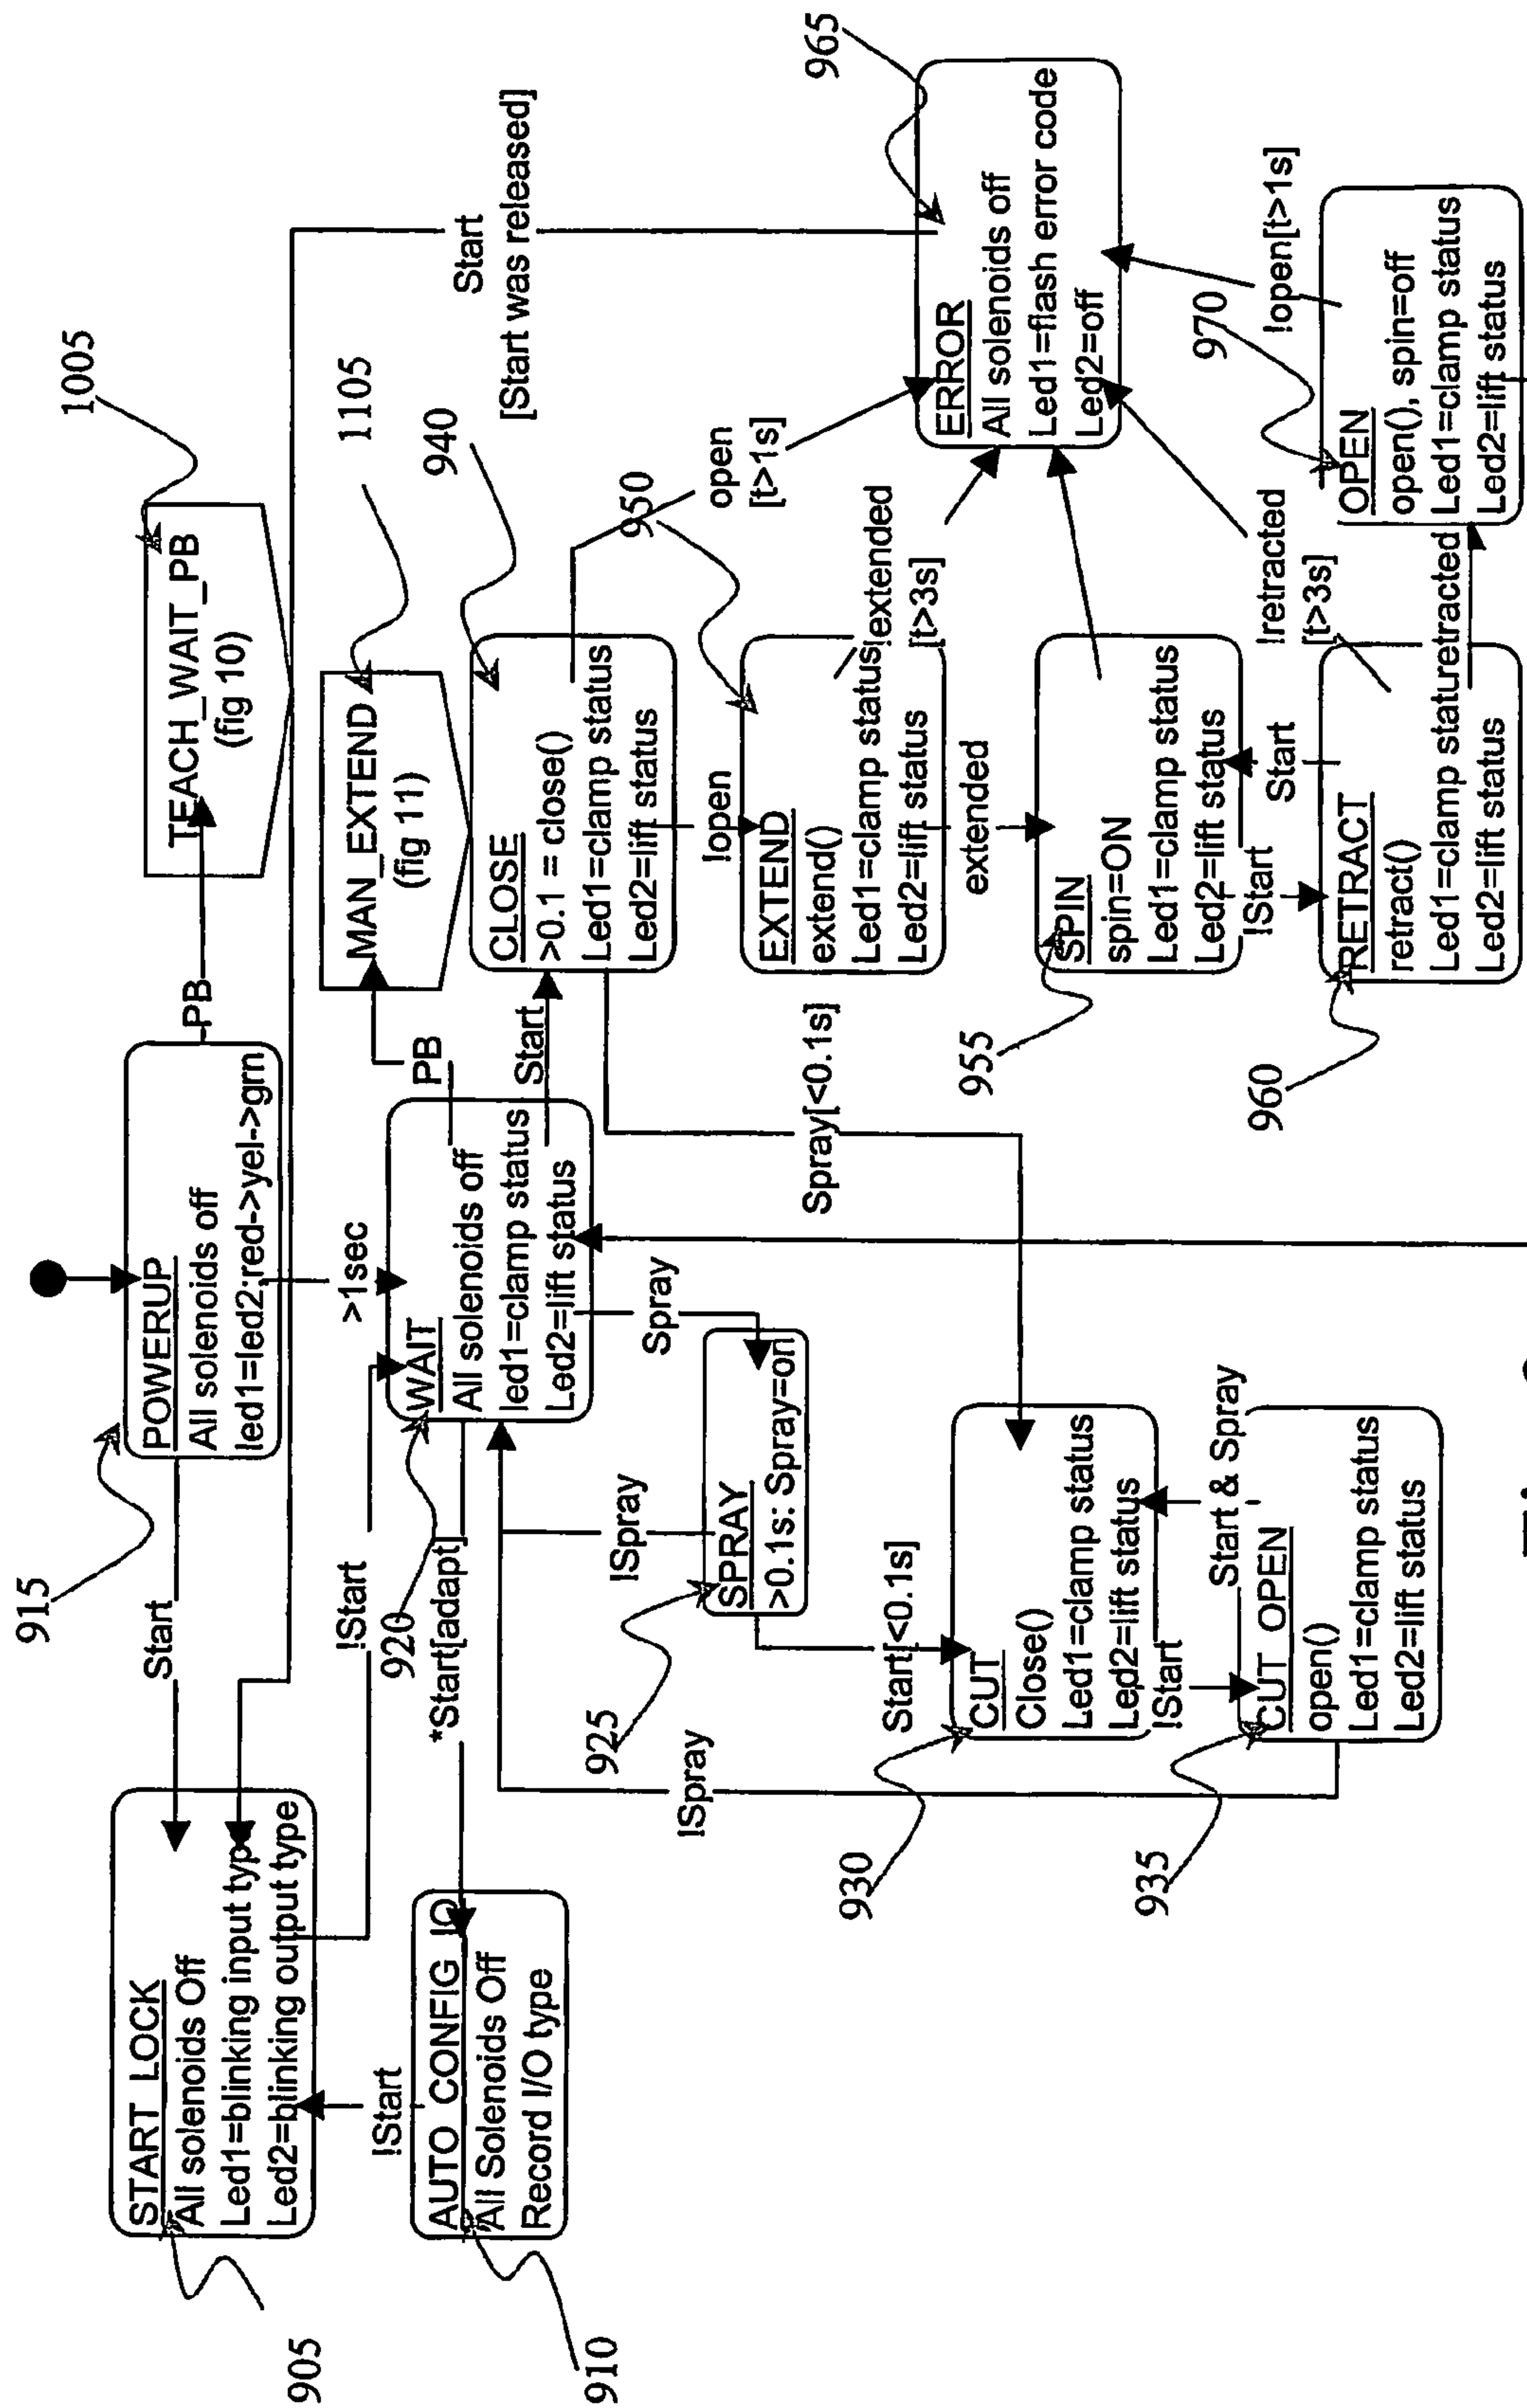 915
POWERUP
All solenoids off
led1=led2;red->yel->grn
Start
PB
>1sec
1005
TEACH_WAIT_PB
(fig 10)
905
START LOCK
All solenoids Off
Led1=blinking input type
Led2=blinking output type
!Start
!Start
910
AUTO CONFIG IO
All Solenoids Off
Record I/O type
*Start[adapt]
920
WAIT
All solenoids off
led1=clamp status
Led2=lift status
PB
Start
Spray
1105
MAN_EXTEND
(fig 11)
940
CLOSE
>0.1 = close()
Led1=clamp status
Led2=lift status
Start
[Start was released]
open
[t>1s]
!open
Spray[<0.1s]
925
SPRAY
>0.1s: Spray=on
!Spray
Start[<0.1s]
!Spray
950
EXTEND
extend()
Led1=clamp status
Led2=lift status
!extended
[t>3s]
extended
965
ERROR
All solenoids off
Led1=flash error code
Led2=off
930
CUT
Close()
Led1=clamp status
Led2=lift status
!Start
Start & Spray
935
CUT OPEN
open()
Led1=clamp status
Led2=lift status
955
SPIN
spin=ON
Led1=clamp status
Led2=lift status
!Start
Start
960
RETRACT
retract()
Led1=clamp status
Led2=lift status
retracted
!retracted
[t>3s]
970
!open[t>1s]
OPEN
open(), spin=off
Led1=clamp status
Led2=lift status